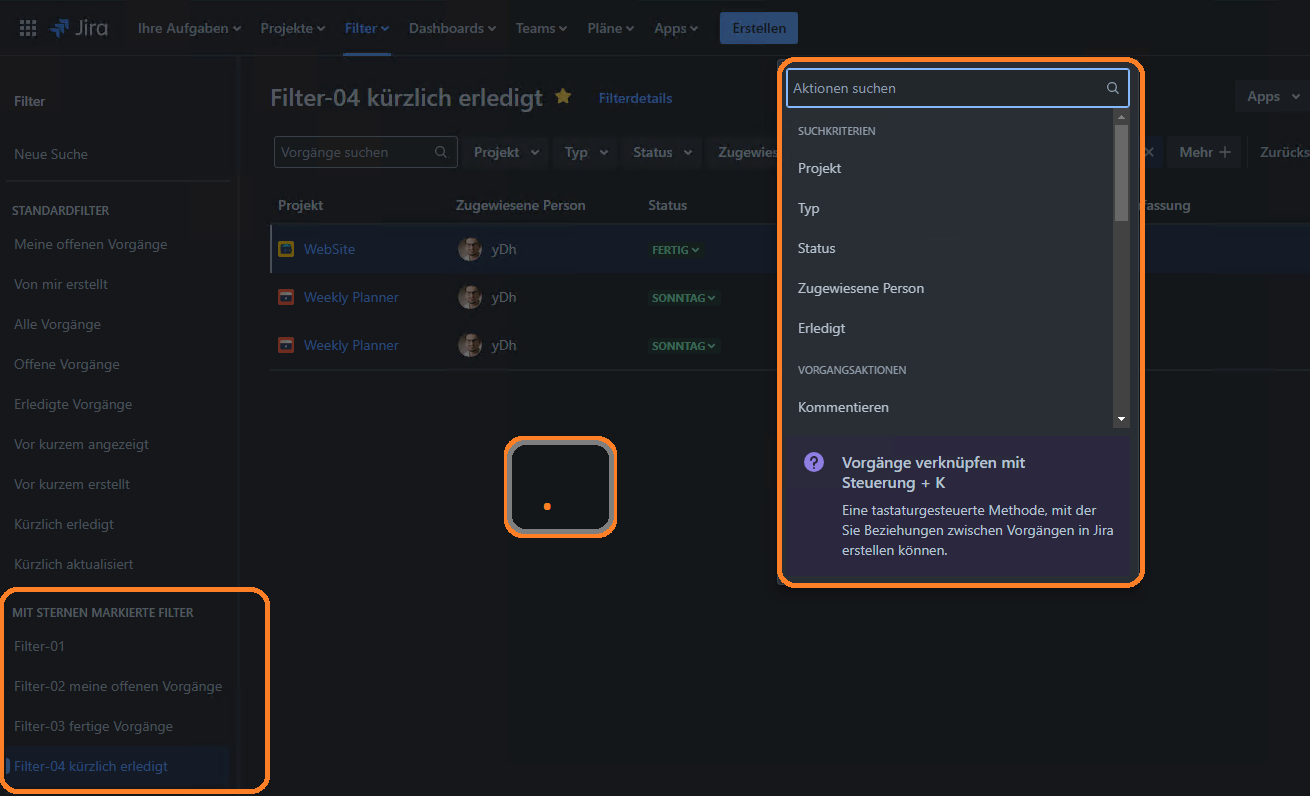 Jira
Ihre Aufgaben
Projekte
Filter
Dashboards
Teams
Pläne
Apps
Erstellen
Filter
Neue Suche
STANDARDFILTER
Meine offenen Vorgänge
Von mir erstellt
Alle Vorgänge
Offene Vorgänge
Erledigte Vorgänge
Vor kurzem angezeigt
Vor kurzem erstellt
Kürzlich erledigt
Kürzlich aktualisiert
MIT STERNEN MARKIERTE FILTER
Filter-01
Filter-02 meine offenen Vorgänge
Filter-03 fertige Vorgänge
Filter-04 kürzlich erledigt
Filter-04 kürzlich erledigt
Filterdetails
Apps
Vorgänge suchen
Projekt
Typ
Status
Zugewies
Mehr +
Zurücks
Projekt
Zugewiesene Person
Status
fassung
WebSite
yDh
FERTIG
Weekly Planner
yDh
SONNTAG
Weekly Planner
yDh
SONNTAG
Aktionen suchen
SUCHKRITERIEN
Projekt
Typ
Status
Zugewiesene Person
Erledigt
VORGANGSAKTIONEN
Kommentieren
?
Vorgänge verknüpfen mit
Steuerung + K
Eine tastaturgesteuerte Methode, mit der
Sie Beziehungen zwischen Vorgängen in Jira
erstellen können.
.